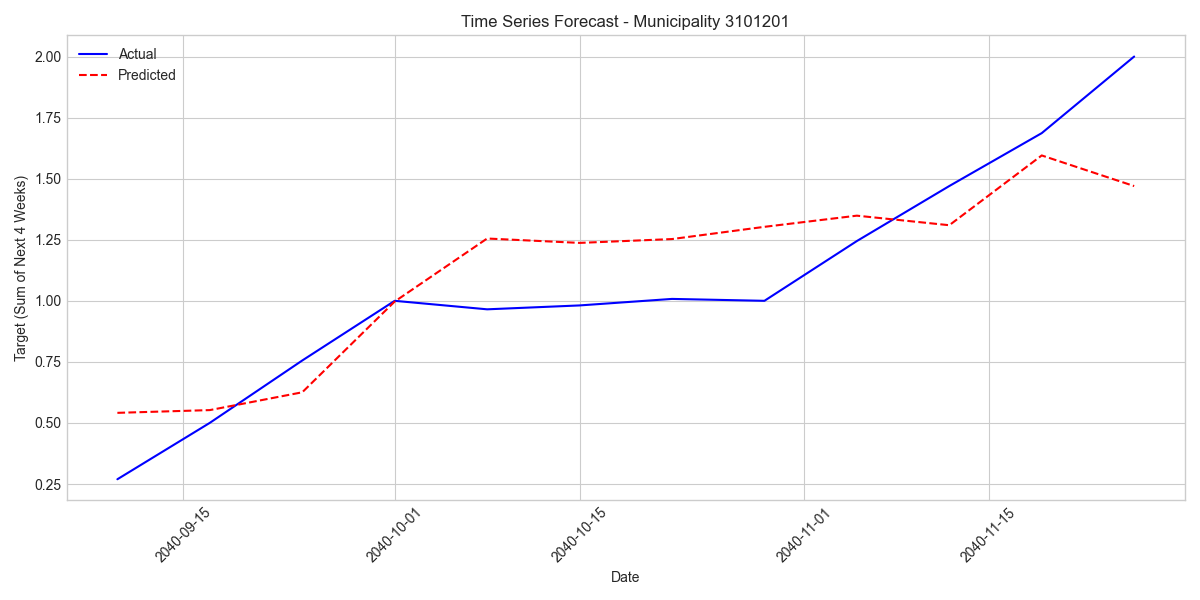 Time Series Forecast - Municipality 3101201
Actual
Predicted
Target (Sum of Next 4 Weeks)
2.00
1.75
1.50
1.25
1.00
0.75
0.50
0.25
2040-09-15
2040-10-01
2040-10-15
2040-11-01
2040-11-15
Date